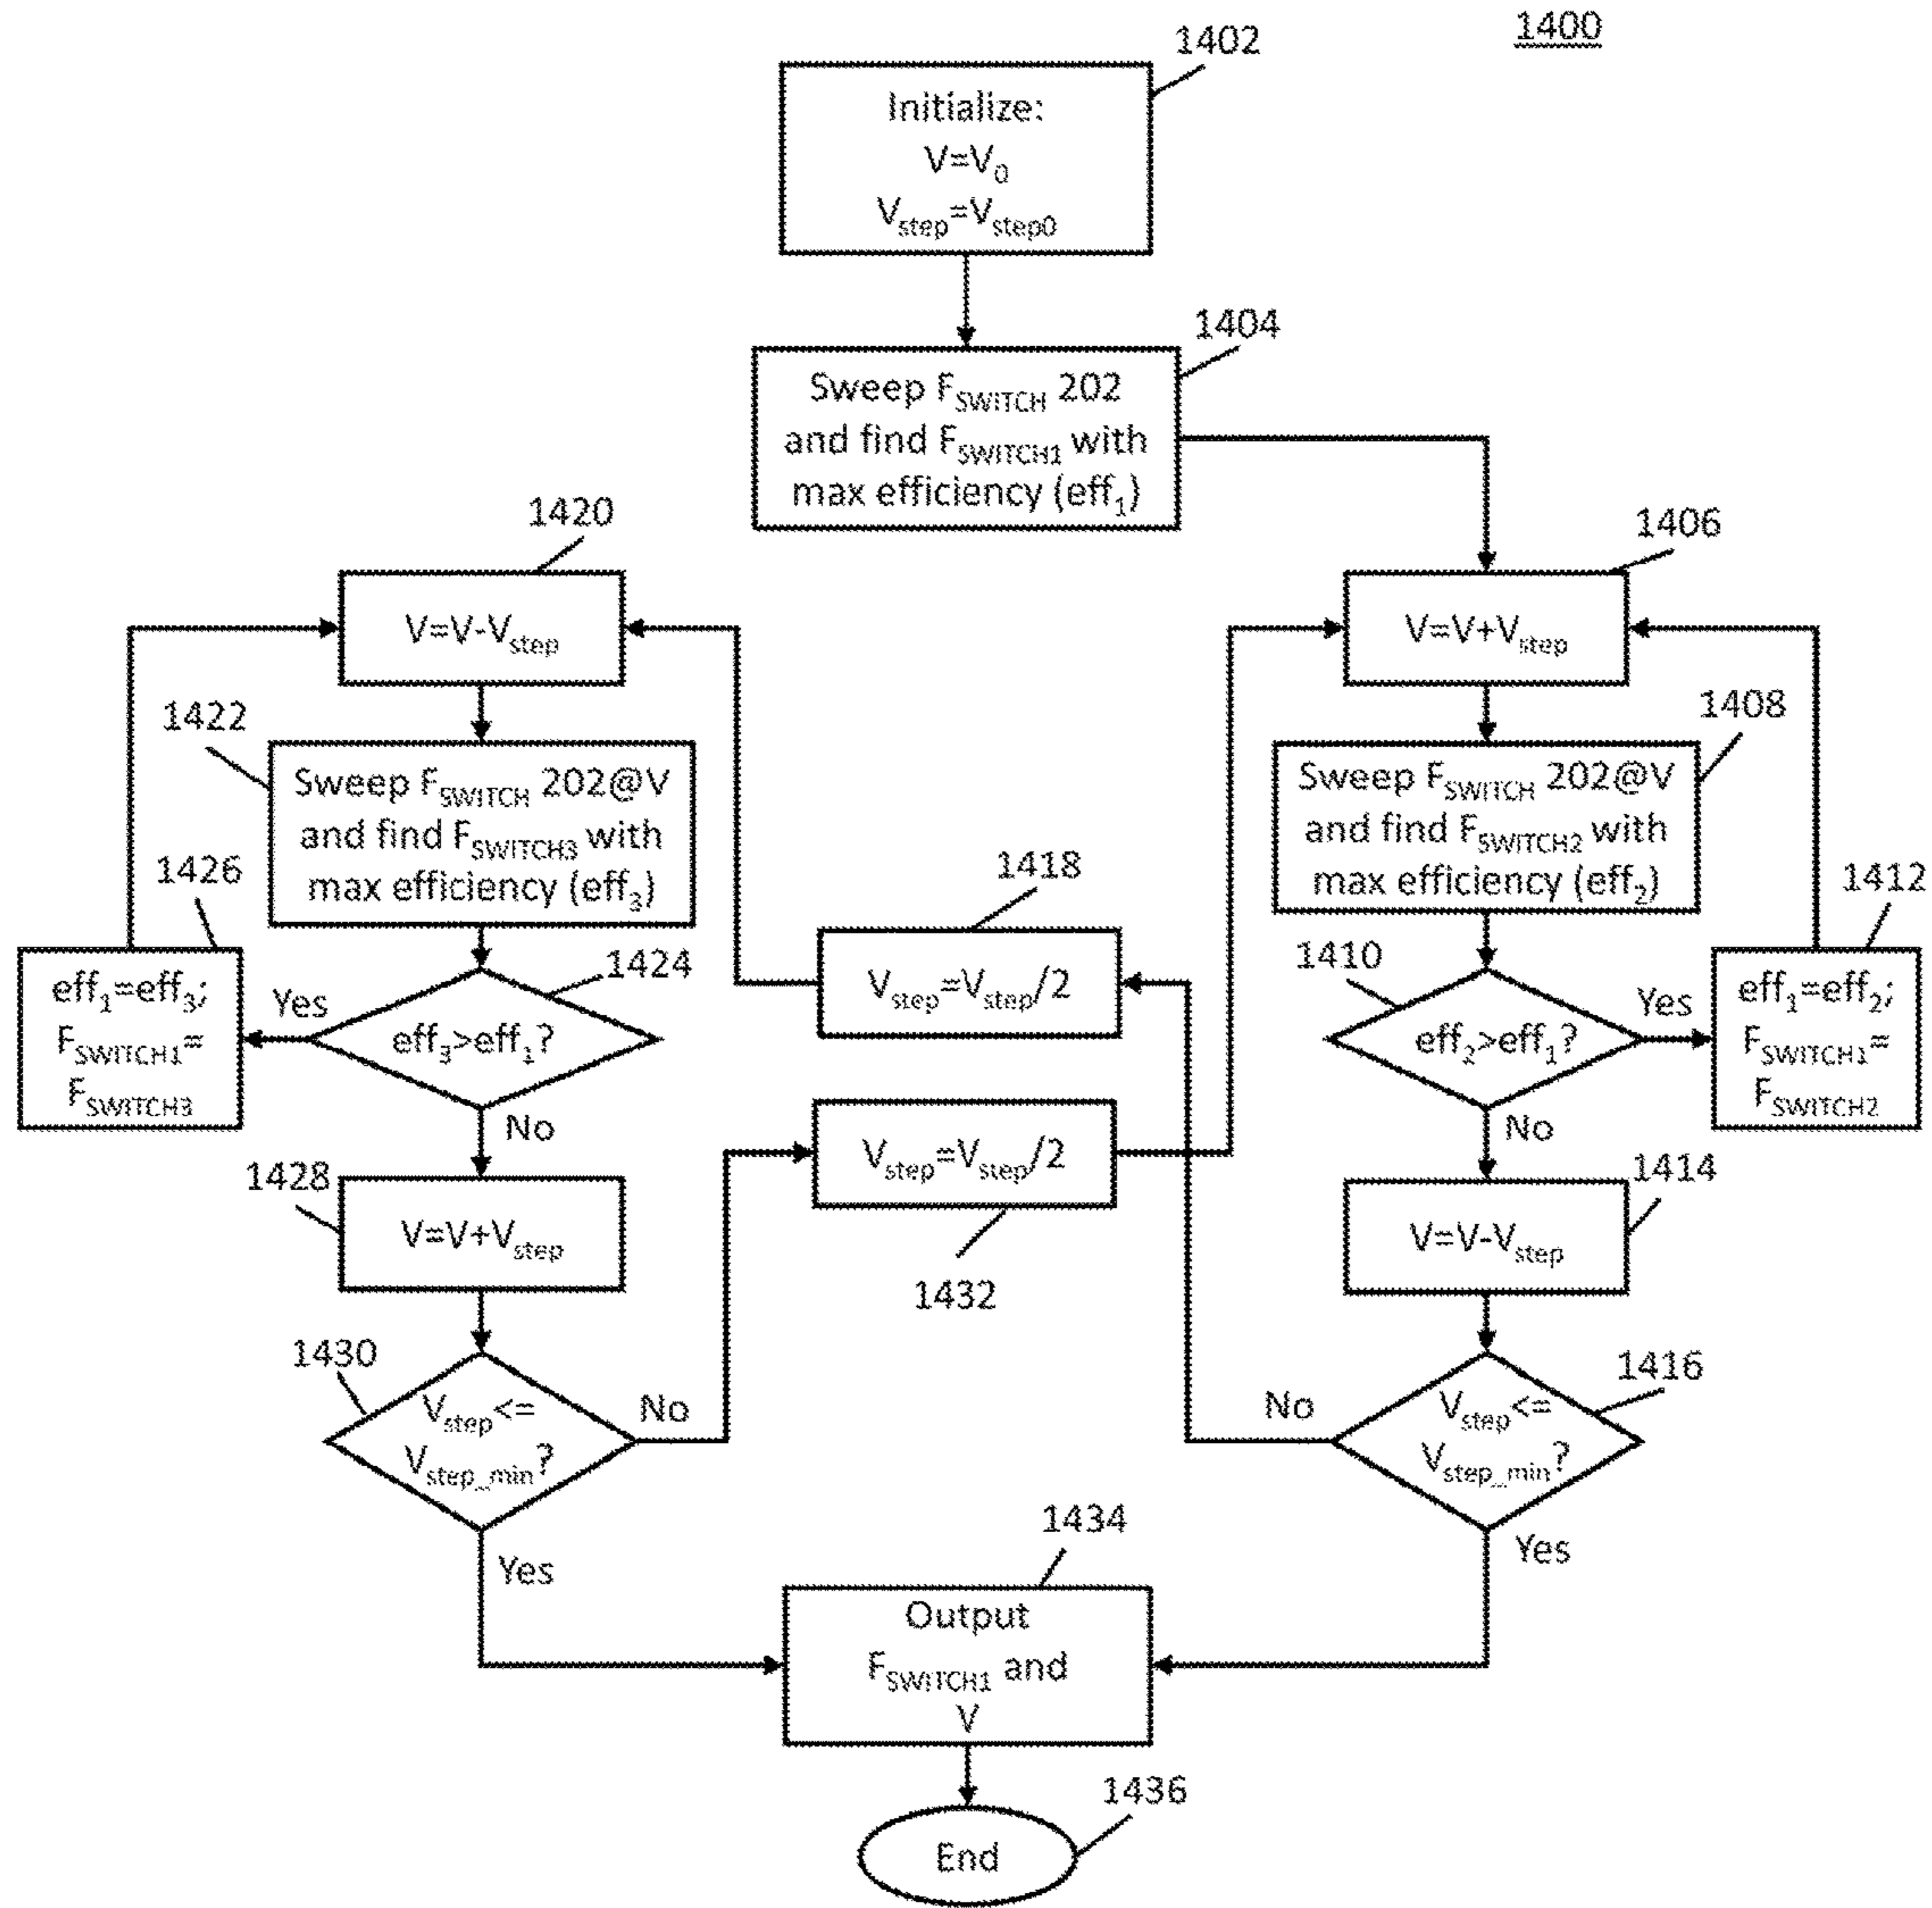 1400
1402
Initialize:
V=V0
Vstep=Vstep0
1404
Sweep FSWITCH 202
and find FSWITCH1 with
max efficiency (eff1)
1406
V=V+Vstep
1408
Sweep FSWITCH 202@V
and find FSWITCH2 with
max efficiency (eff2)
1410
eff2>eff1?
Yes
No
1412
eff1=eff2;
FSWITCH1=
FSWITCH2
1414
V=V-Vstep
1416
Vstep<=
Vstep_min?
No
Yes
1418
Vstep=Vstep/2
1420
V=V-Vstep
1422
Sweep FSWITCH 202@V
and find FSWITCH3 with
max efficiency (eff3)
1424
eff3>eff1?
Yes
No
1426
eff1=eff3;
FSWITCH1=
FSWITCH3
1428
V=V+Vstep
1430
Vstep<=
Vstep_min?
No
Yes
Vstep=Vstep/2
1432
1434
Output
FSWITCH1 and
V
1436
End